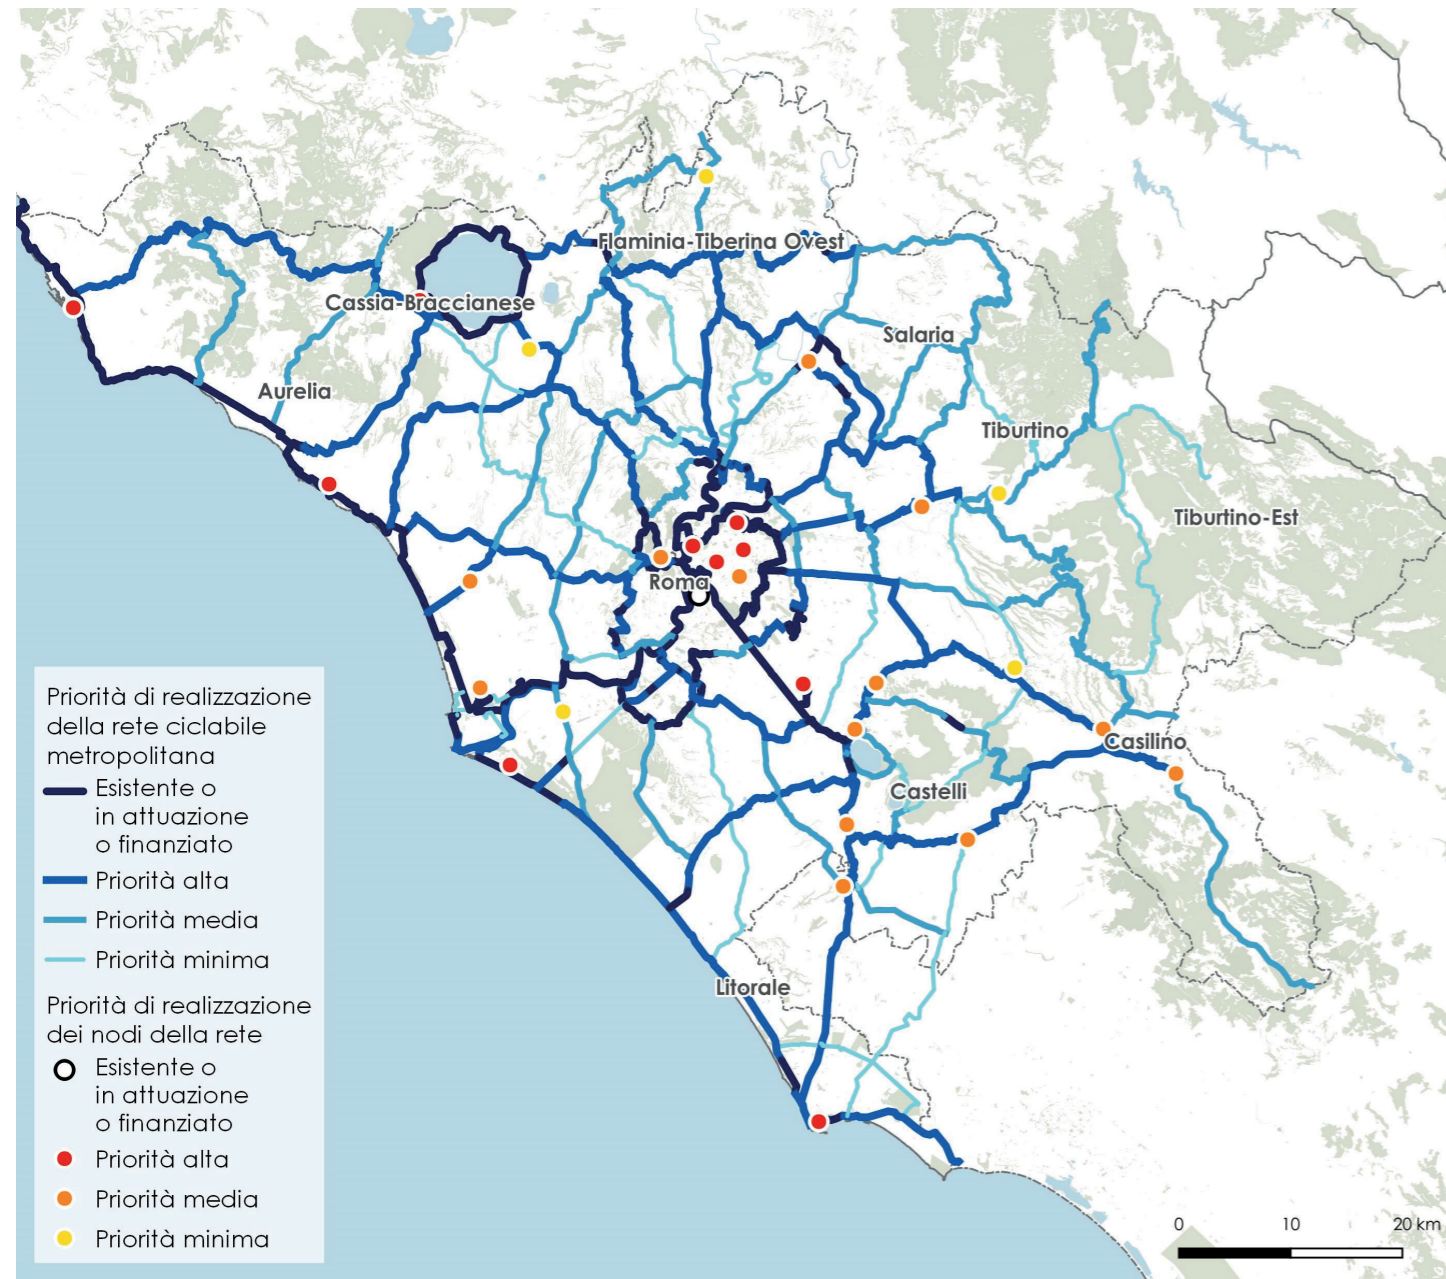 Flaminia-Tiberina Ovest
Cassia-Braccianese
Salaria
Aurelia
Tiburtino
Tiburtino-Est
Roma
Priorità di realizzazione
della rete ciclabile
metropolitana
Esistente o
in attuazione
o finanziato
Priorità alta
Priorità media
Priorità minima
Priorità di realizzazione
dei nodi della rete
Esistente o
in attuazione
o finanziato
Priorità alta
Priorità media
Priorità minima
Casilino
Castelli
Litorale
0 10 20 km